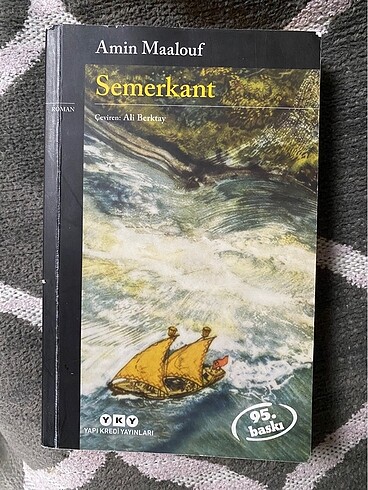 Amin Maalouf
Semerkant
ROMAN
Çeviren: Ali Berktay
95.
baskı
YKY
YAPI KREDİ YAYINLARI